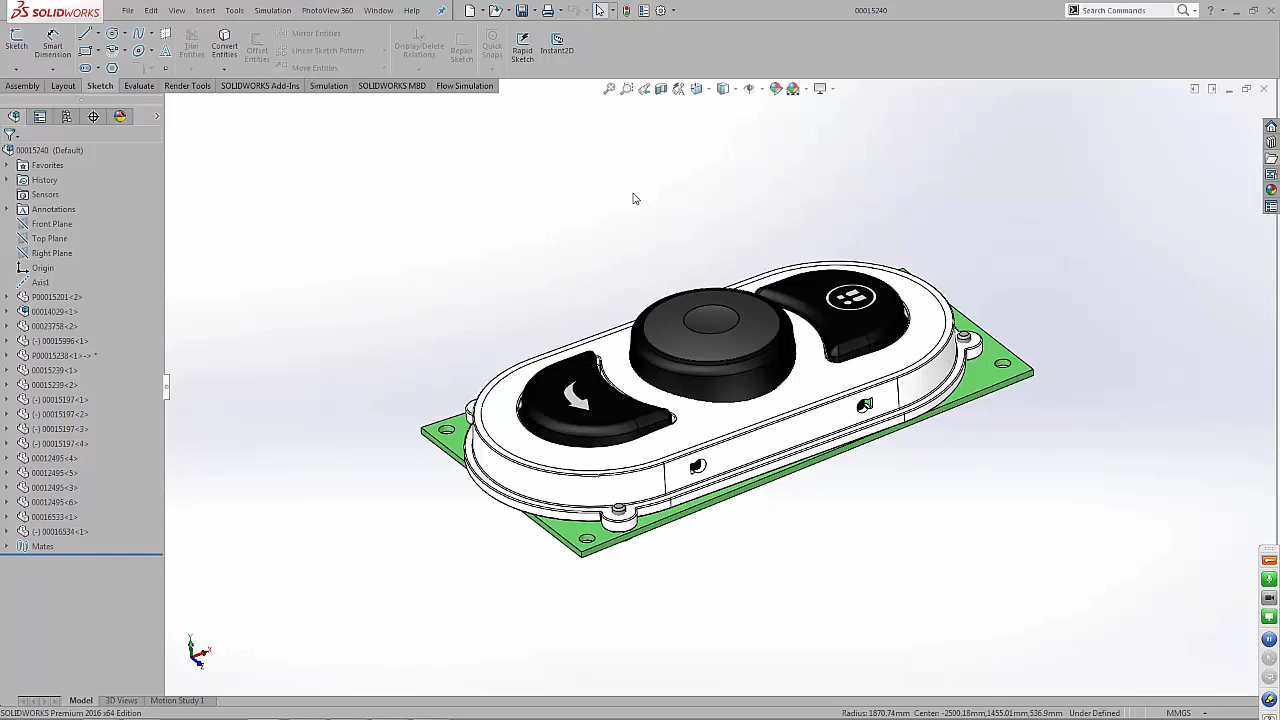 SOLIDWORKS File Edit View Insert Tools Simulation PhotoView 360 Window Help 00015240 Search Commands
Sketch Smart Dimension Trim Entities Convert Entities Offset Entities Mirror Entities Linear Sketch Pattern Move Entities Display/Delete Relations Repair Sketch Quick Snaps Rapid Sketch Instant2D
Assembly Layout Sketch Evaluate Render Tools SOLIDWORKS Add-Ins Simulation SOLIDWORKS MBD Flow Simulation
00015240 (Default)
Favorites
History
Sensors
Annotations
Front Plane
Top Plane
Right Plane
Origin
Axis1
P00015201<2>
00014029<1>
00023758<2>
(-) 00015996<1>
P00015238<1> -> *
00015239<1>
00015239<2>
00015197<1>
00015197<2>
00015197<3>
00015197<4>
00012495<4>
00012495<5>
00012495<3>
00012495<6>
00016533<1>
(-) 00016534<1>
Mates
Y
X
Z
Model 3D Views Motion Study 1
SOLIDWORKS Premium 2016 x64 Edition Radius: 1870.74mm Center: -2500.18mm,1455.01mm,536.9mm Under Defined MMGS